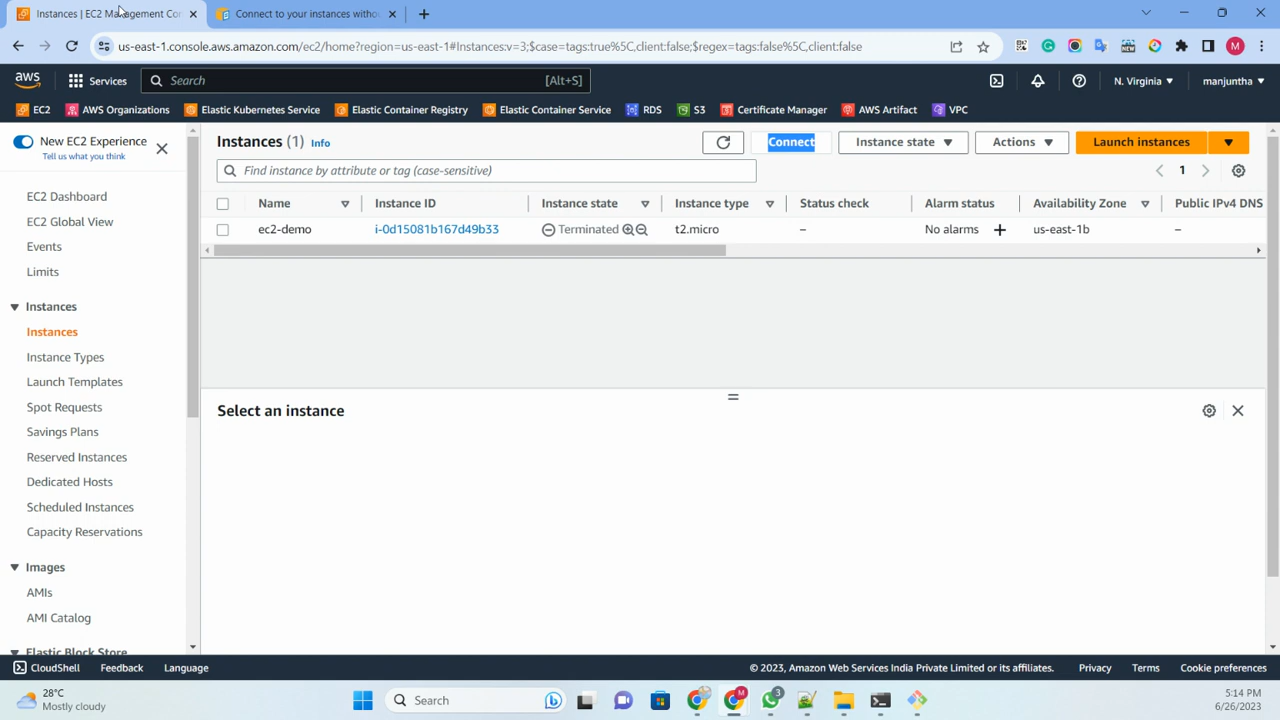 Instances | EC2 Management Con
Connect to your instances withou
us-east-1.console.aws.amazon.com/ec2/home?region=us-east-1#Instances:v=3;$case=tags:true%5C,client:false;$regex=tags:false%5C,client:false
M
aws
Services
Search [Alt+S]
N. Virginia
manjuntha
EC2
AWS Organizations
Elastic Kubernetes Service
Elastic Container Registry
Elastic Container Service
RDS
S3
Certificate Manager
AWS Artifact
VPC
New EC2 Experience
Tell us what you think
EC2 Dashboard
EC2 Global View
Events
Limits
Instances
Instances
Instance Types
Launch Templates
Spot Requests
Savings Plans
Reserved Instances
Dedicated Hosts
Scheduled Instances
Capacity Reservations
Images
AMIs
AMI Catalog
Elastic Block Store
Instances (1) Info
Connect
Instance state
Actions
Launch instances
Find instance by attribute or tag (case-sensitive)
1
Name Instance ID Instance state Instance type Status check Alarm status Availability Zone Public IPv4 DNS
ec2-demo i-0d15081b167d49b33 Terminated t2.micro – No alarms + us-east-1b –
Select an instance
CloudShell
Feedback
Language
© 2023, Amazon Web Services India Private Limited or its affiliates.
Privacy
Terms
Cookie preferences
28°C
Mostly cloudy
Search
M
3
5:14 PM
6/26/2023